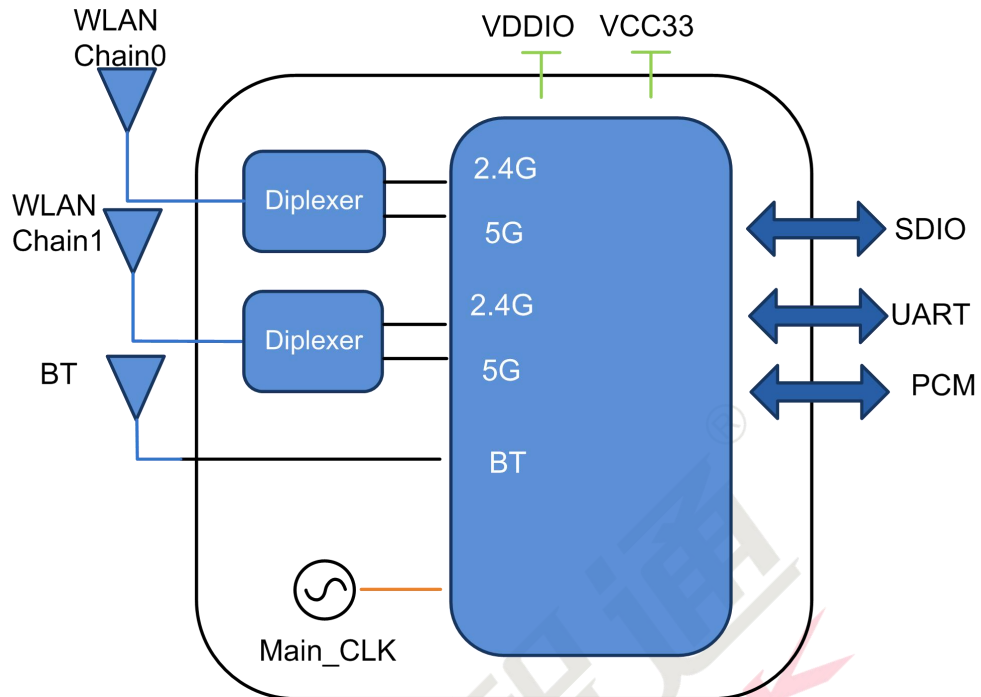 WLAN
Chain0
VDDIO
VCC33
2.4G
Diplexer
5G
WLAN
Chain1
SDIO
2.4G
UART
Diplexer
5G
BT
PCM
®
BT
通
Main_CLK